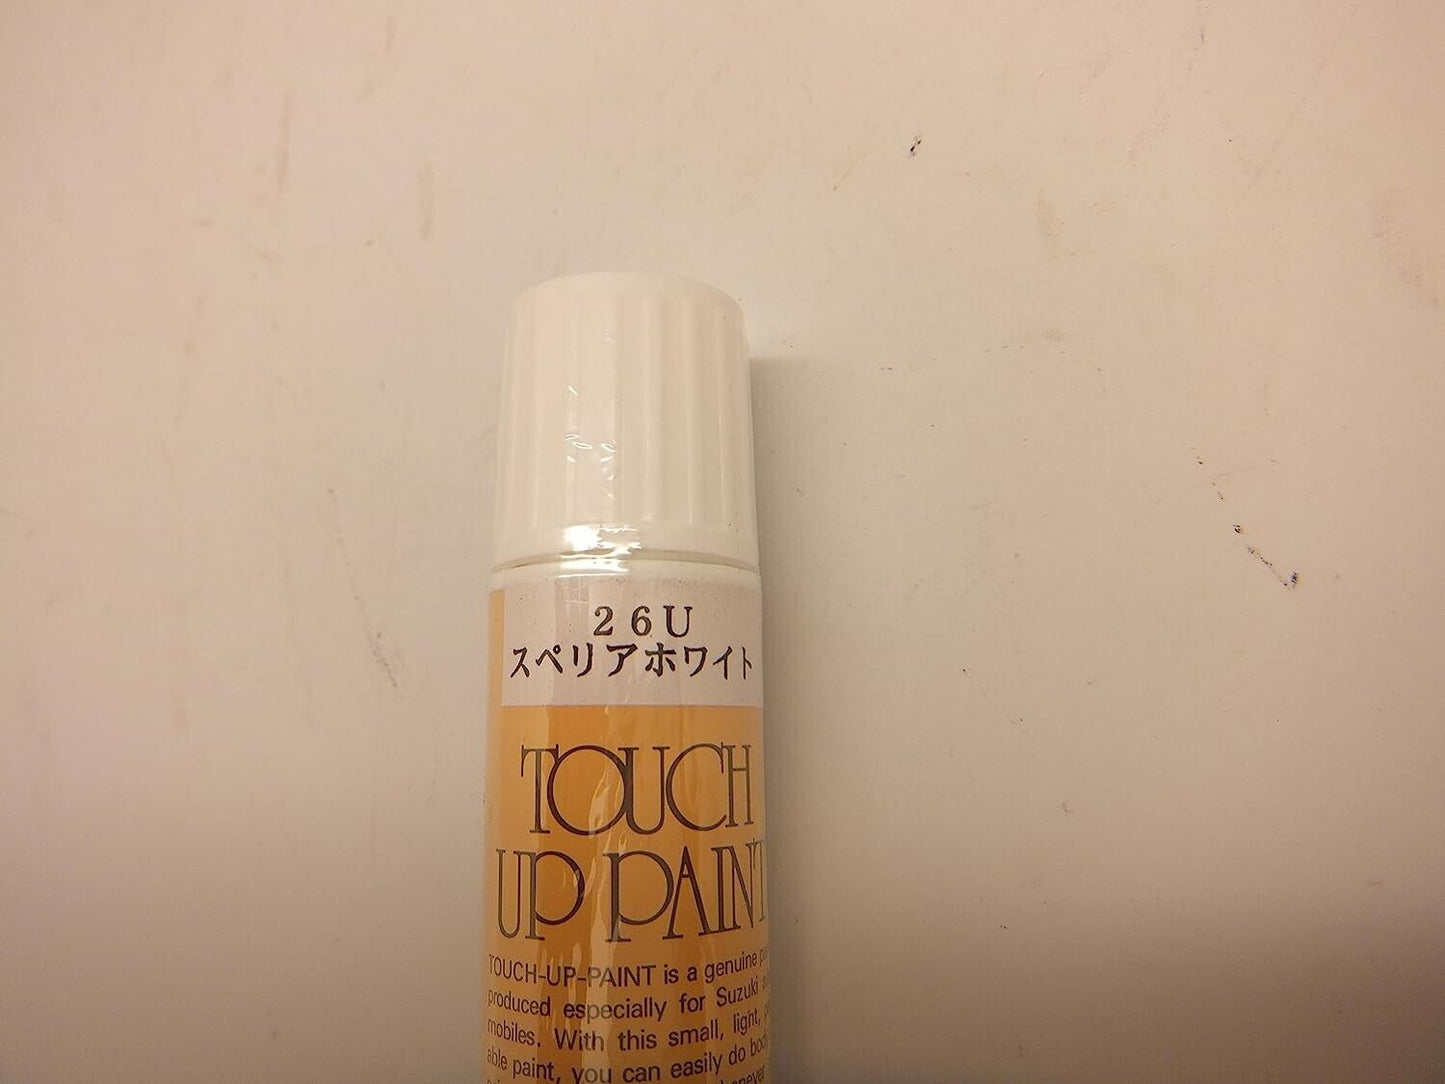 26U
スペリアホワイト
TOUCH
UP PAINT
TOUCH-UP-PAINT is a genuine
produced especially for Suzuki
mobiles. With this small, light,
able paint, you can easily do